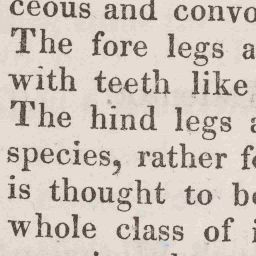 ceous and convo
The fore legs a
with teeth like
The hind legs a
species, rather fe
is thought to be
whole class of i